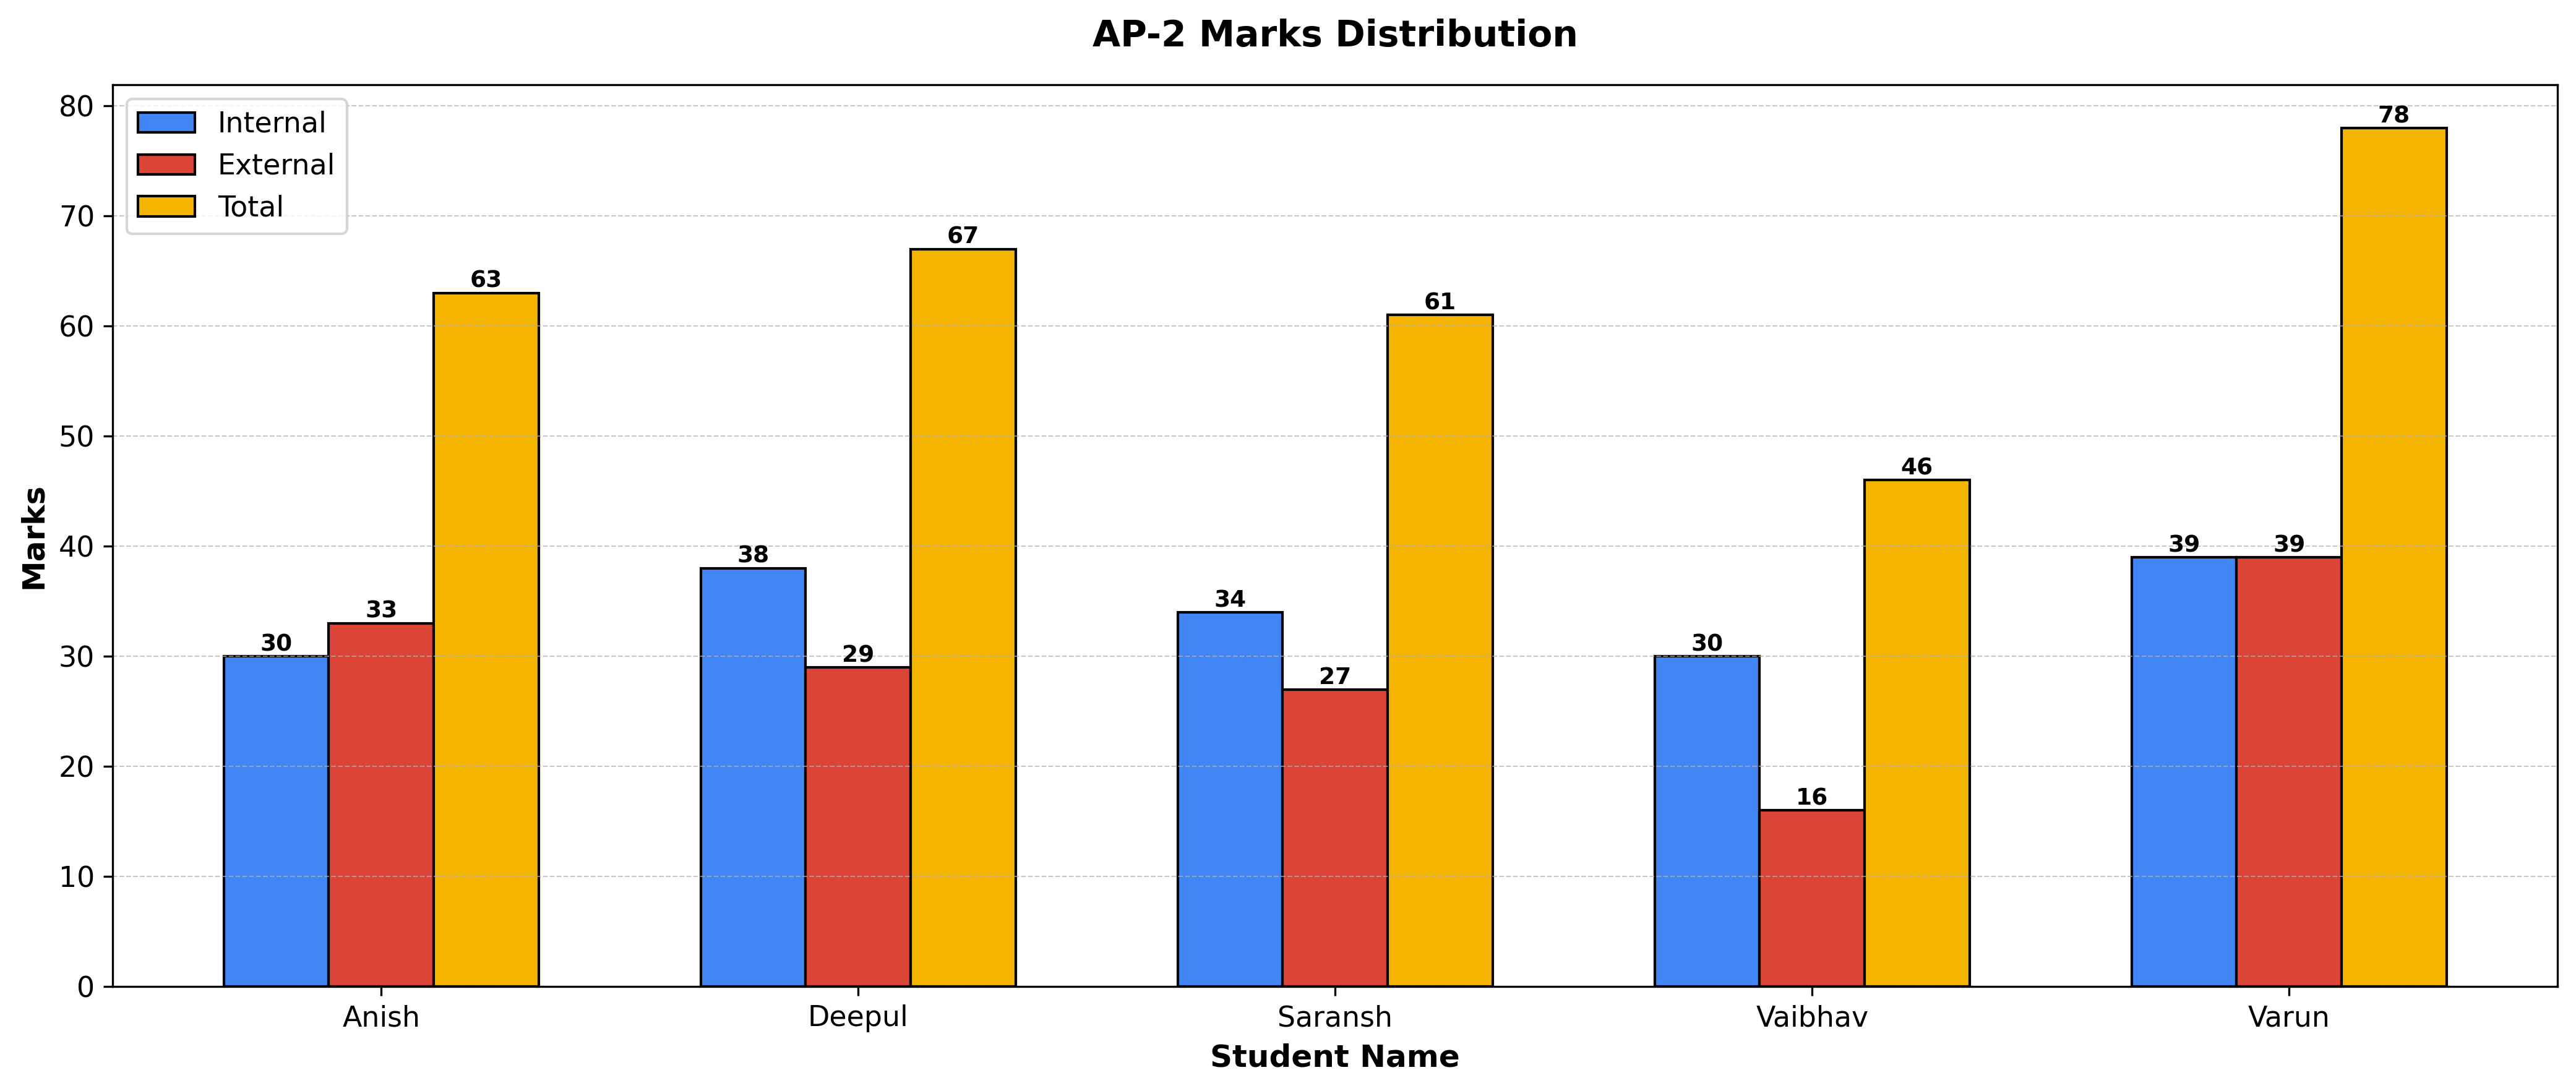 AP-2 Marks Distribution
Internal
External
Total
80
70
60
50
40
30
20
10
0
Marks
30
33
63
38
29
67
34
27
61
30
16
46
39
39
78
Anish
Deepul
Saransh
Vaibhav
Varun
Student Name